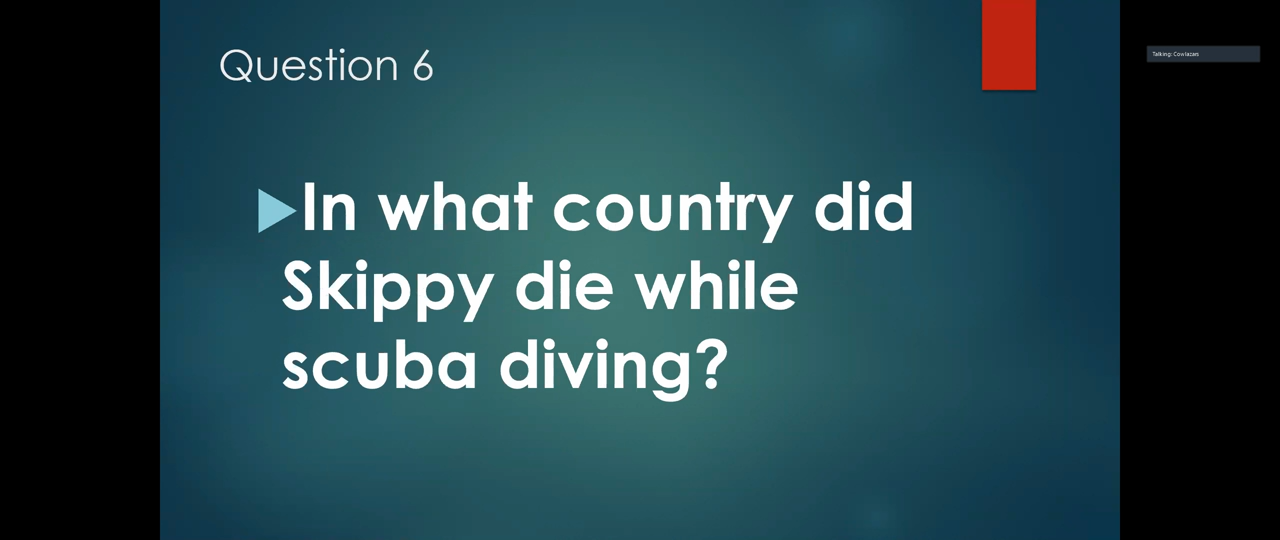 Question 6
In what country did
Skippy die while
scuba diving?
Talking: Cowlazars